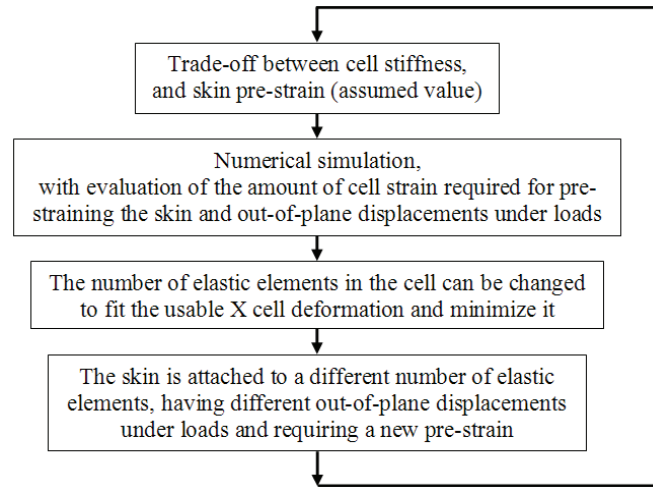 Trade-off between cell stiffness,
and skin pre-strain (assumed value)
Numerical simulation,
with evaluation of the amount of cell strain required for pre-
straining the skin and out-of-plane displacements under loads
The number of elastic elements in the cell can be changed
to fit the usable X cell deformation and minimize it
The skin is attached to a different number of elastic
elements, having different out-of-plane displacements
under loads and requiring a new pre-strain